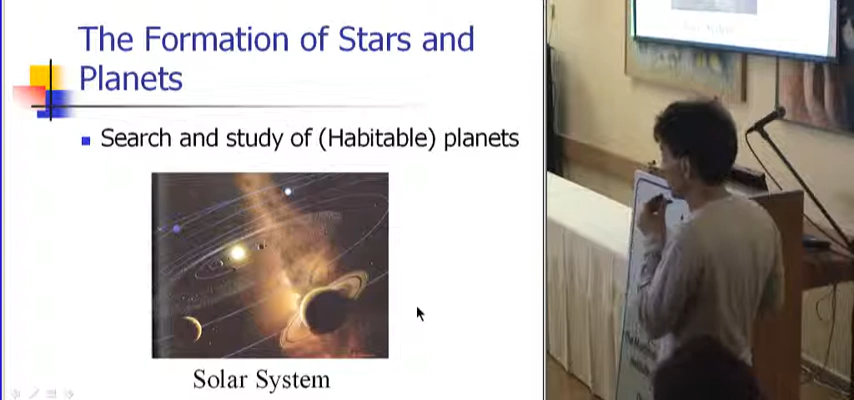 The Formation of Stars and
Planets
Search and study of (Habitable) planets
Solar System